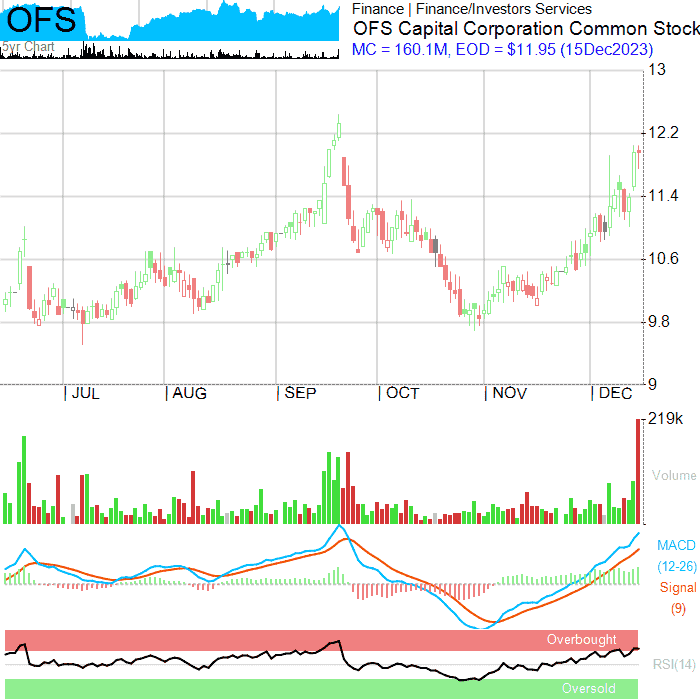 OFS
5yr Chart
Finance | Finance/Investors Services
OFS Capital Corporation Common Stock
MC = 160.1M, EOD = $11.95 (15Dec2023)
13
12.2
11.4
10.6
9.8
9
JUL
AUG
SEP
OCT
NOV
DEC
219k
Volume
MACD
(12-26)
Signal
(9)
Overbought
RSI(14)
Oversold